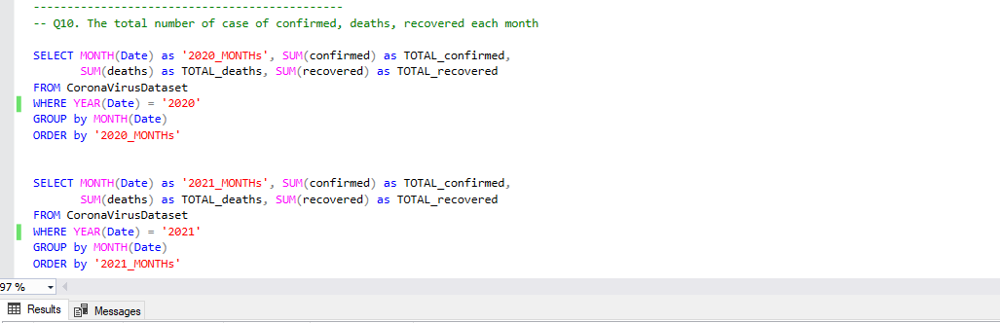 -- Q10. The total number of case of confirmed, deaths, recovered each month
SELECT MONTH(Date) as '2020_MONTHs', SUM(confirmed) as TOTAL_confirmed,
SUM(deaths) as TOTAL_deaths, SUM(recovered) as TOTAL_recovered
FROM CoronaVirusDataset
WHERE YEAR(Date) = '2020'
GROUP by MONTH(Date)
ORDER by '2020_MONTHs'
SELECT MONTH(Date) as '2021_MONTHs', SUM(confirmed) as TOTAL_confirmed,
SUM(deaths) as TOTAL_deaths, SUM(recovered) as TOTAL_recovered
FROM CoronaVirusDataset
WHERE YEAR(Date) = '2021'
GROUP by MONTH(Date)
ORDER by '2021_MONTHs'
97 %
Results Messages